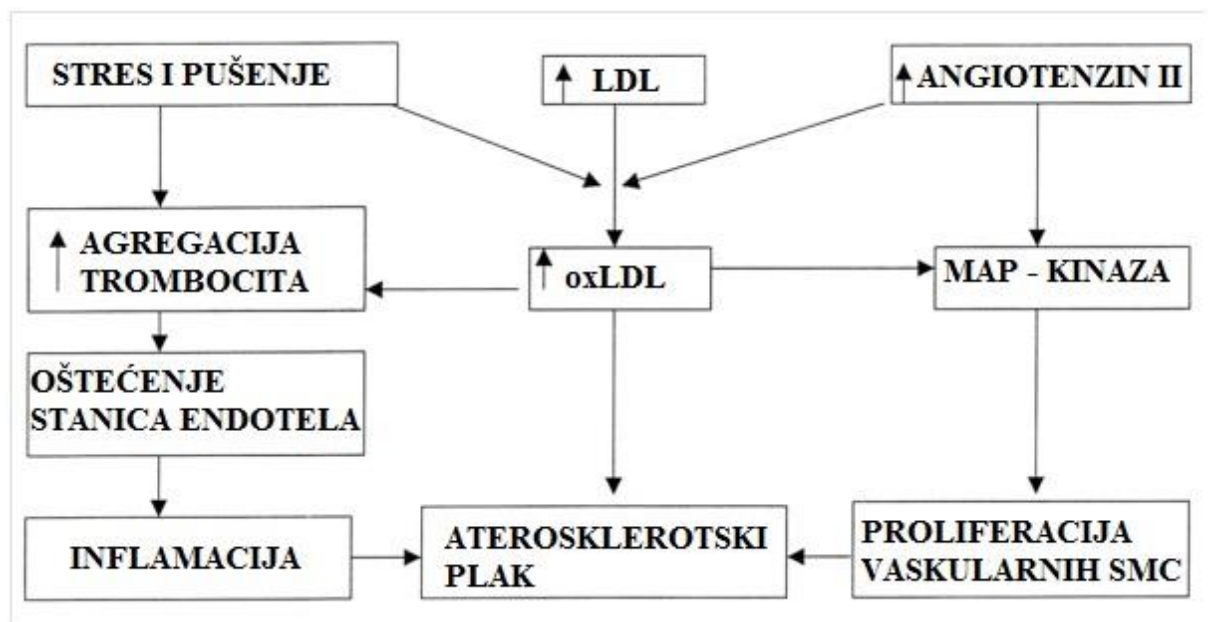 STRES I PUŠENJE
LDL
ANGIOTENZIN II
AGREGACIJA
TROMBOCITA
oxLDL
MAP - KINAZA
OŠTEĆENJE
STANICA ENDOTELA
INFLAMACIJA
ATEROSKLEROTSKI
PLAK
PROLIFERACIJA
VASKULARNIH SMC